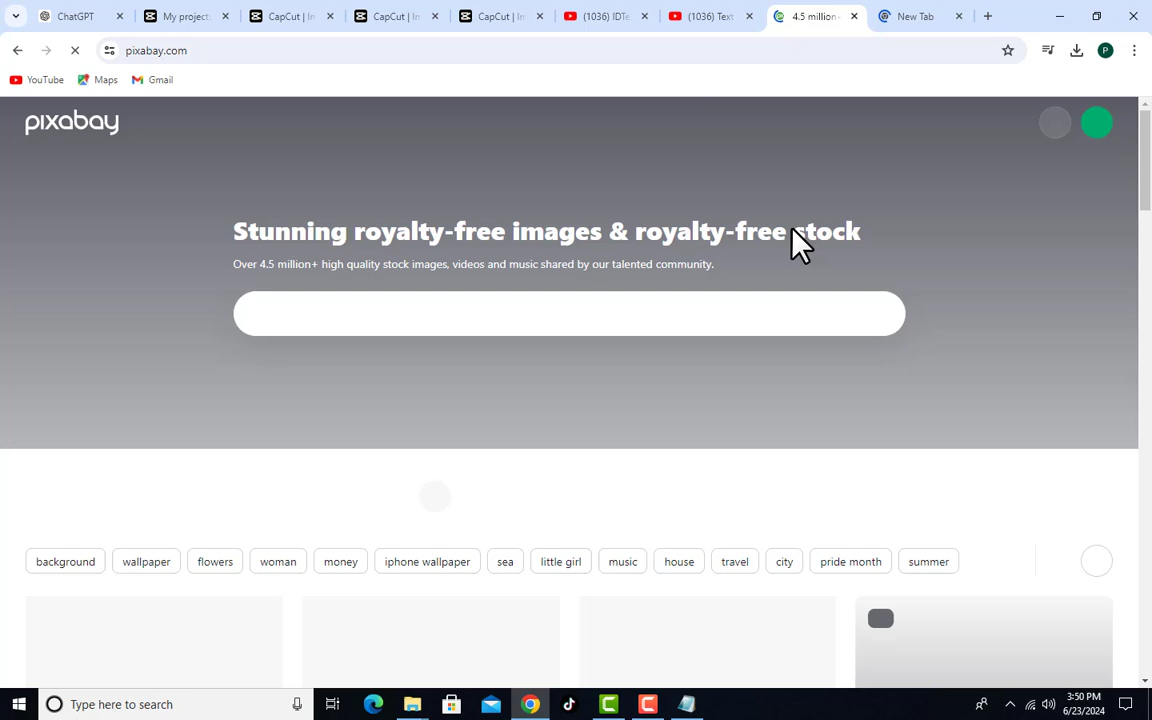 ChatGPT
My project:
CapCut | In
CapCut | In
CapCut | In
(1036) IDTe
(1036) Text
4.5 million
New Tab
pixabay.com
P
YouTube
Maps
Gmail
pixabay
Stunning royalty-free images & royalty-free stock
Over 4.5 million+ high quality stock images, videos and music shared by our talented community.
background
wallpaper
flowers
woman
money
iphone wallpaper
sea
little girl
music
house
travel
city
pride month
summer
Type here to search
3:50 PM
6/23/2024